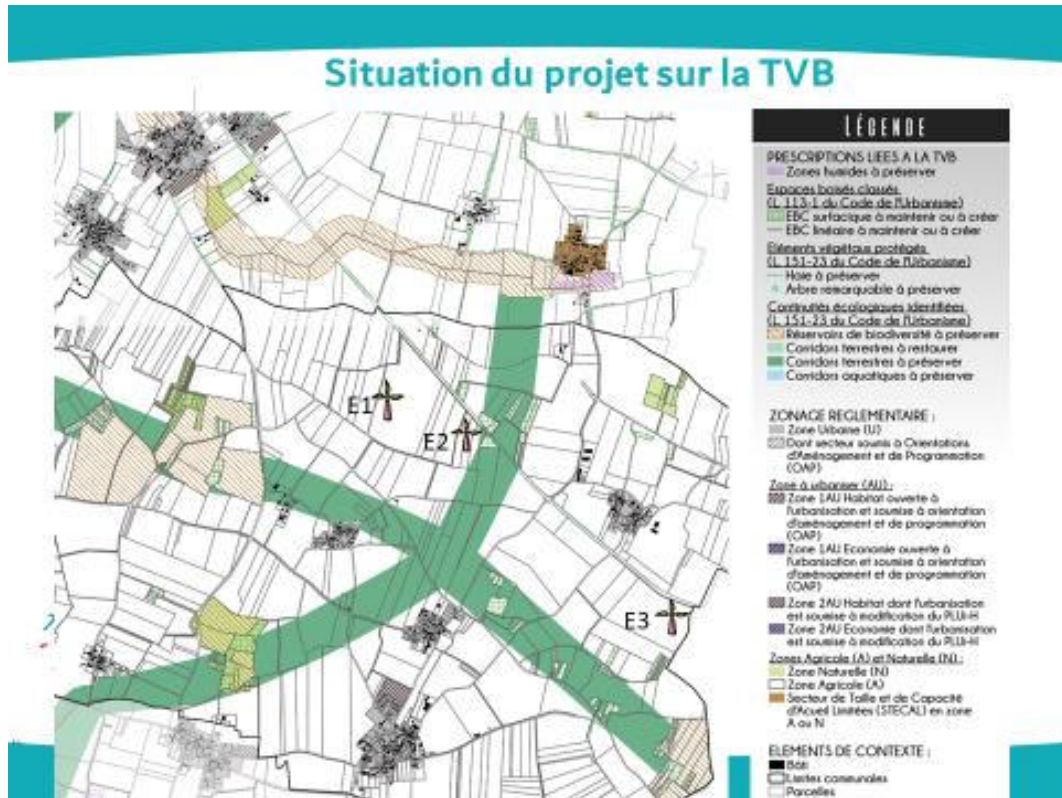 Situation du projet sur la TVB
E1
E2
E3
2
LÉGENDE
PRESCRIPTIONS LIEES A LA TVB
Zones humides à préserver
Espaces boisés classés
(L 113-1 du Code de l'Urbanisme)
EBC surfacique à maintenir ou à créer
EBC linéaire à maintenir ou à créer
Eléments végétaux protégés
(L 151-23 du Code de l'Urbanisme)
Haie à préserver
Arbre remarquable à préserver
Continuités écologiques identifiées
(L 151-23 du Code de l'Urbanisme)
Réservoirs de biodiversité à préserver
Corridors terrestres à restaurer
Corridors terrestres à préserver
Corridors aquatiques à préserver
ZONAGE REGLEMENTAIRE :
Zone Urbaine (U)
Dont secteur soumis à Orientations
d'Aménagement et de Programmation
(OAP)
Zone à urbaniser (AU) :
Zone 1AU Habitat ouverte à
l'urbanisation et soumise à orientation
d'aménagement et de programmation
(OAP)
Zone 1AU Economie ouverte à
l'urbanisation et soumise à orientation
d'aménagement et de programmation
(OAP)
Zone 2AU Habitat dont l'urbanisation
est soumise à modification du PLUi-H
Zone 2AU Economie dont l'urbanisation
est soumise à modification du PLUi-H
Zones Agricole (A) et Naturelle (N) :
Zone Naturelle (N)
Zone Agricole (A)
Secteur de Taille et de Capacité
d'Acueil Limitées (STECAL) en zone
A ou N
ELEMENTS DE CONTEXTE :
Bâti
Limites communales
Parcelles